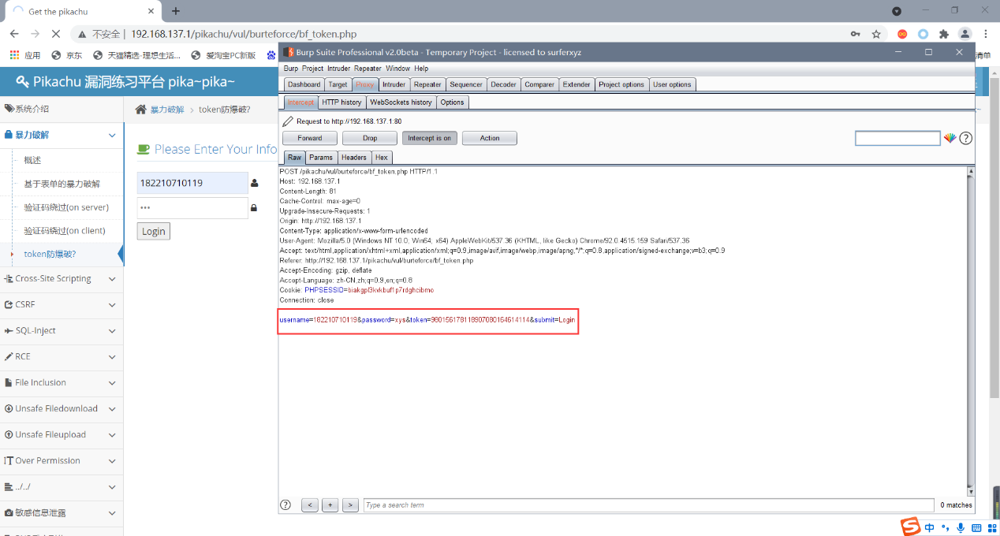 Get the pikachu
不安全 | 192.168.137.1/pikachu/vul/burteforce/bf_token.php
应用 京东 天猫精选-理想生活... 爱淘宝PC新版 清单
Burp Suite Professional v2.0beta - Temporary Project - licensed to surferxyz
Burp Project Intruder Repeater Window Help
Dashboard Target Proxy Intruder Repeater Sequencer Decoder Comparer Extender Project options User options
Intercept HTTP history WebSockets history Options
Request to http://192.168.137.1:80
Forward Drop Intercept is on Action
Raw Params Headers Hex
POST /pikachu/vul/burteforce/bf_token.php HTTP/1.1
Host: 192.168.137.1
Content-Length: 81
Cache-Control: max-age=0
Upgrade-Insecure-Requests: 1
Origin: http://192.168.137.1
Content-Type: application/x-www-form-urlencoded
User-Agent: Mozilla/5.0 (Windows NT 10.0; Win64; x64) AppleWebKit/537.36 (KHTML, like Gecko) Chrome/92.0.4515.159 Safari/537.36
Accept: text/html,application/xhtml+xml,application/xml;q=0.9,image/avif,image/webp,image/apng,*/*;q=0.8,application/signed-exchange;v=b3;q=0.9
Referer: http://192.168.137.1/pikachu/vul/burteforce/bf_token.php
Accept-Encoding: gzip, deflate
Accept-Language: zh-CN,zh;q=0.9,en;q=0.8
Cookie: PHPSESSID=biakgpl3kvkbuf1p7rdghcibmo
Connection: close
username=182210710119&password=xys&token=980156178118907080164614114&submit=Login
Type a search term
0 matches
Pikachu 漏洞练习平台 pika~pika~
系统介绍
暴力破解
概述
基于表单的暴力破解
验证码绕过(on server)
验证码绕过(on client)
token防爆破?
Cross-Site Scripting
CSRF
SQL-Inject
RCE
File Inclusion
Unsafe Filedownload
Unsafe Fileupload
Over Permission
../../
敏感信息泄露
暴力破解 > token防爆破?
Please Enter Your Info
182210710119
•••
Login
中